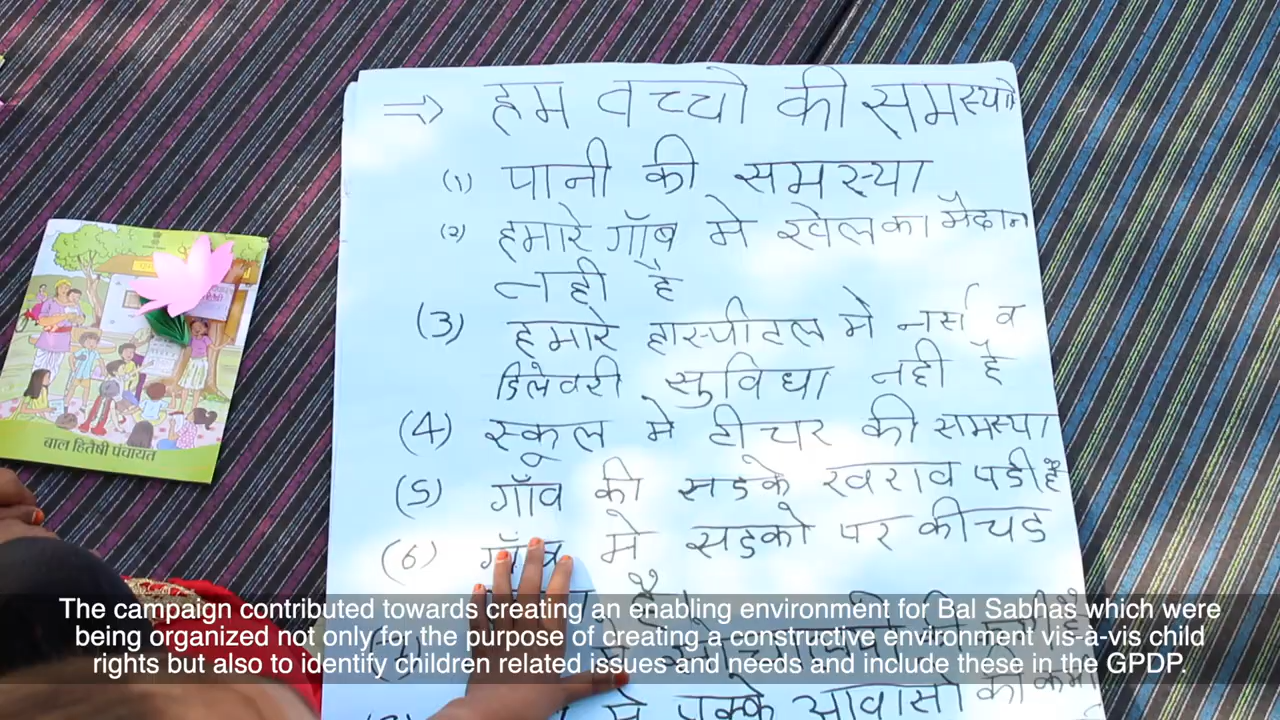 ⇒ हम वच्चो की समस्याऐ
(1) पानी की समस्या
(2) हमारे गॉंब मे खेल का मैदान
नही है
(3) हमारे हास्पीटल मे नर्स व
डिलेवरी सुविधा नही है
(4) स्कूल मे टीचर की समस्या
(5) गॉंव की सडके खराव पडी है
(6) गॉंव मे सडको पर कीचड
है
मे पक्के आवासो की कमी
बाल हितैषी पंचायत
The campaign contributed towards creating an enabling environment for Bal Sabhas which were
being organized not only for the purpose of creating a constructive environment vis-à-vis child
rights but also to identify children related issues and needs and include these in the GPDP.